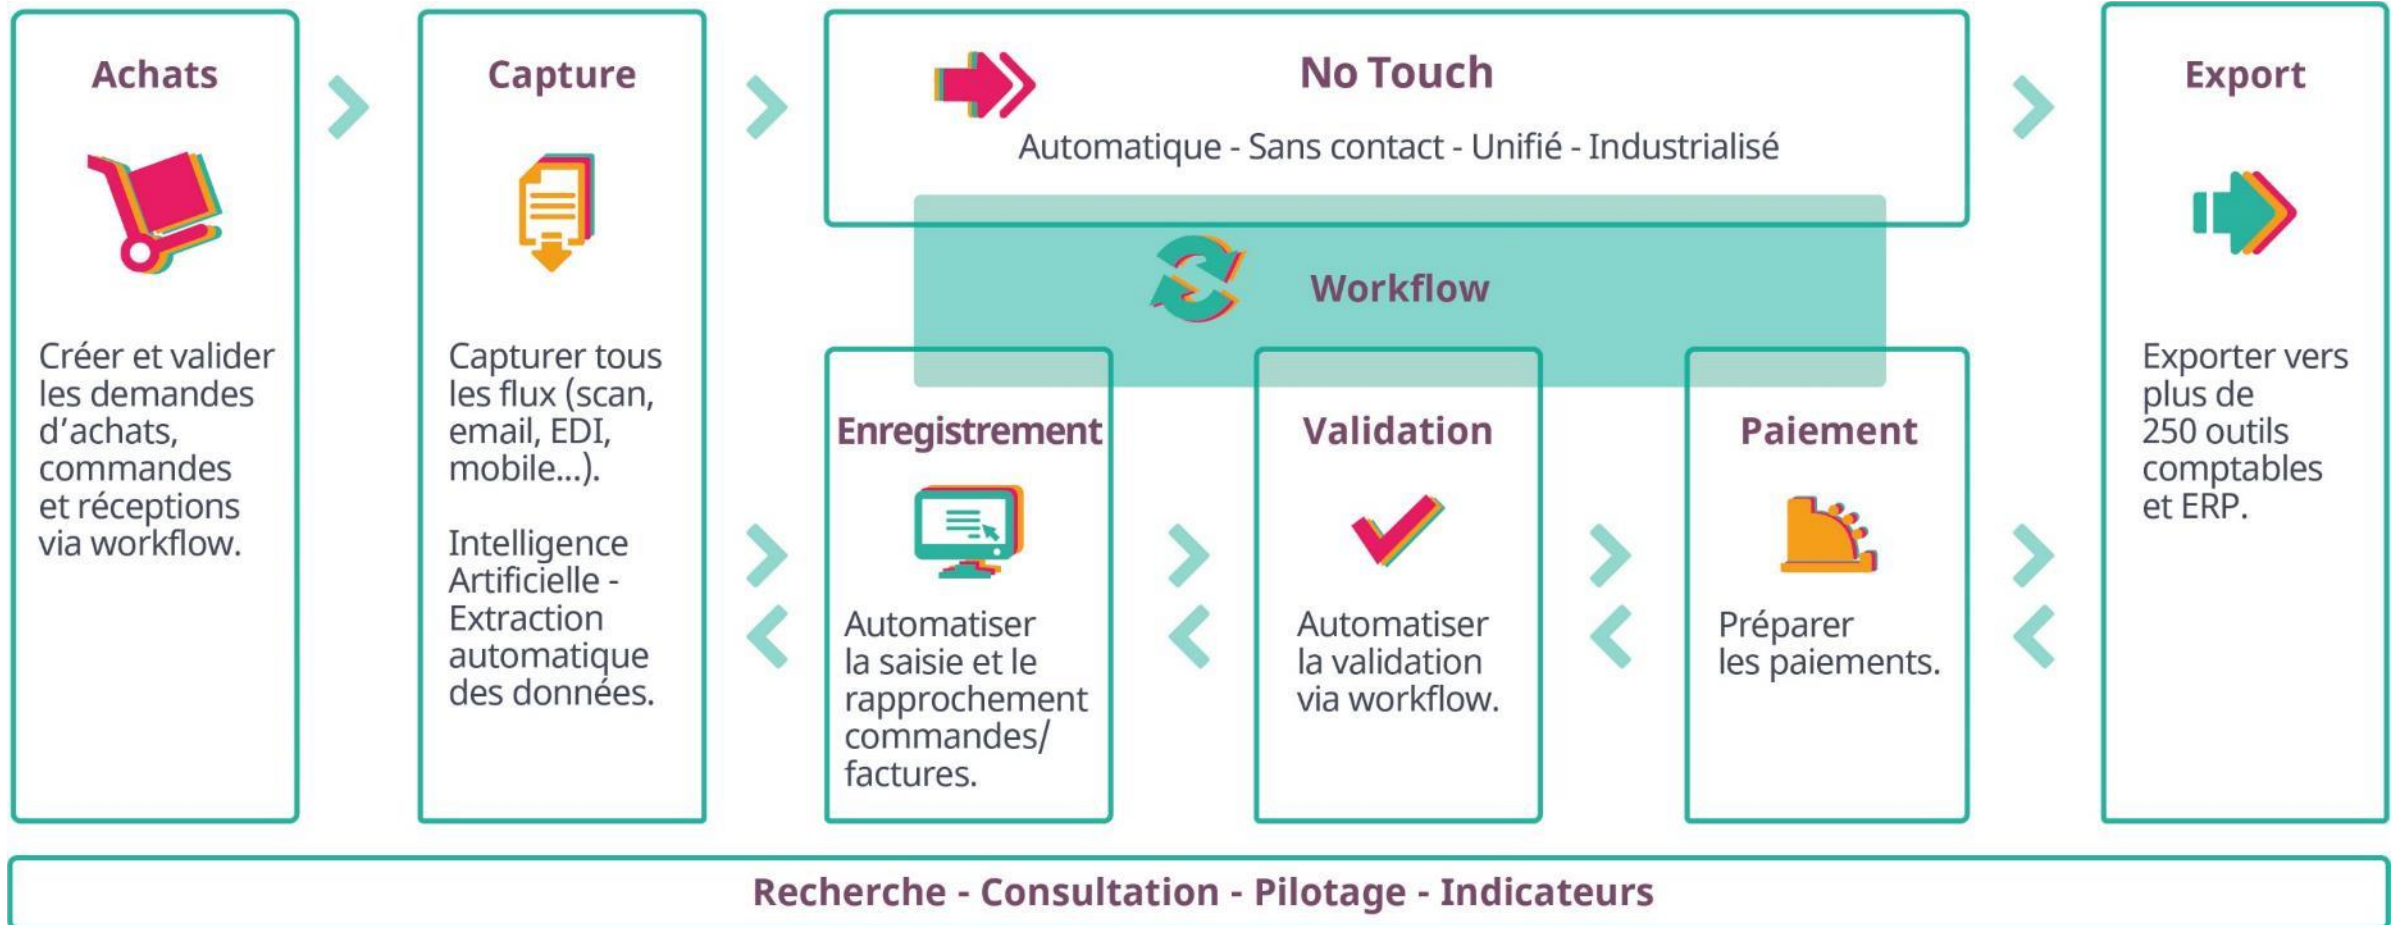 Achats
Créer et valider
les demandes
d’achats,
commandes
et réceptions
via workflow.
Capture
Capturer tous
les flux (scan,
email, EDI,
mobile...).
Intelligence
Artificielle -
Extraction
automatique
des données.
No Touch
Automatique - Sans contact - Unifié - Industrialisé
Workflow
Enregistrement
Automatiser
la saisie et le
rapprochement
commandes/
factures.
Validation
Automatiser
la validation
via workflow.
Paiement
Préparer
les paiements.
Export
Exporter vers
plus de
250 outils
comptables
et ERP.
Recherche - Consultation - Pilotage - Indicateurs